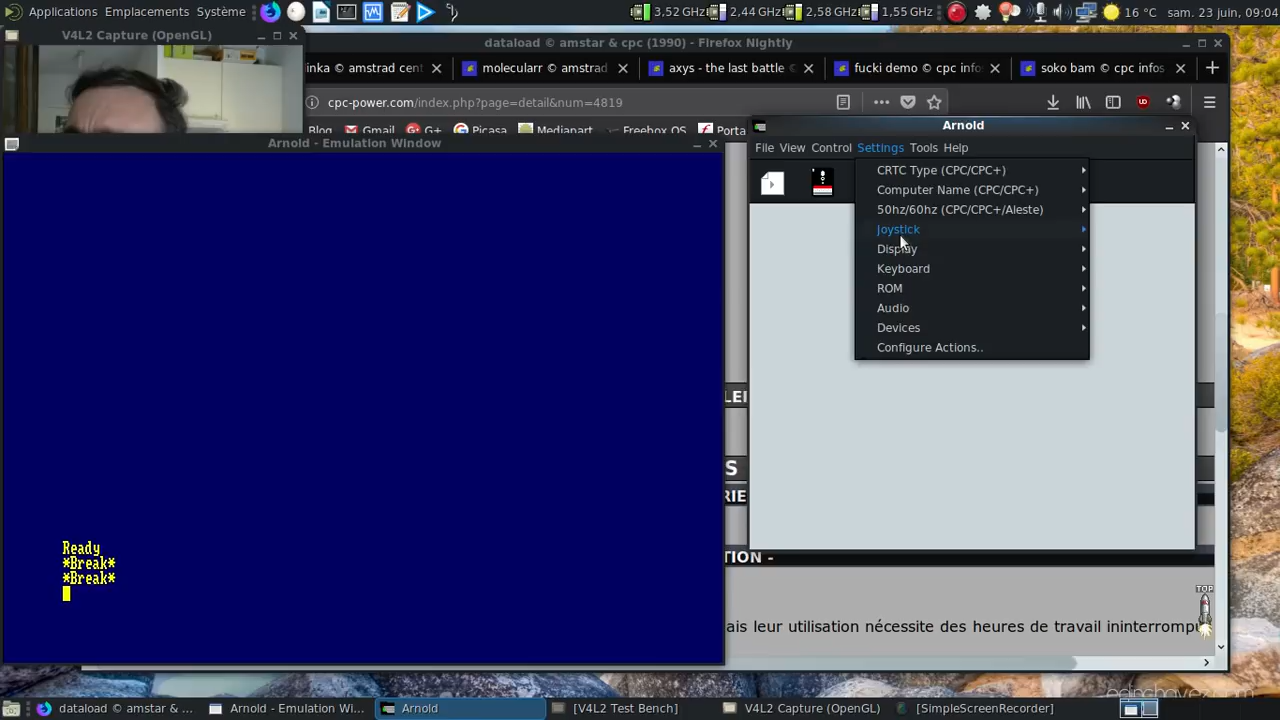 Applications Emplacements Système
3,52 GHz 2,44 GHz 2,58 GHz 1,55 GHz 16 °C sam. 23 juin, 09:04
V4L2 Capture (OpenGL)
dataload © amstar & cpc (1990) - Firefox Nightly
inka © amstrad cent
molecularr © amstrad
axys - the last battle ©
fucki demo © cpc infos
soko bam © cpc infos
cpc-power.com/index.php?page=detail&num=4819
Blog Gmail G+ Picasa Mediapart Freebox OS Porta
Arnold - Emulation Window
Arnold
File View Control Settings Tools Help
CRTC Type (CPC/CPC+)
Computer Name (CPC/CPC+)
50hz/60hz (CPC/CPC+/Aleste)
Joystick
Display
Keyboard
ROM
Audio
Devices
Configure Actions..
Ready
*Break*
*Break*
LEI
S
RIE
TION -
TOP
ais leur utilisation nécessite des heures de travail ininterrompu
dataload © amstar & ...
Arnold - Emulation Wi...
Arnold
[V4L2 Test Bench]
V4L2 Capture (OpenGL)
[SimpleScreenRecorder]